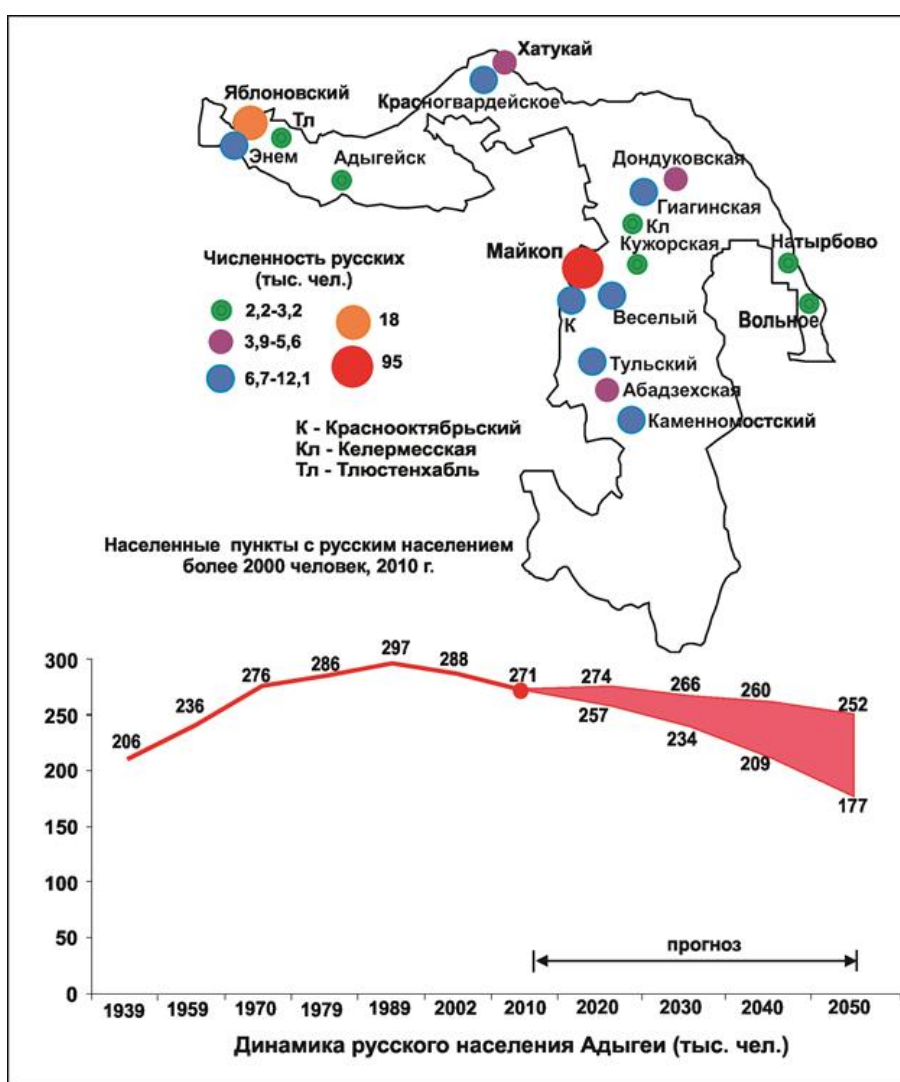 Хатукай
Яблоновский
Красногвардейское
Тл
Энем
Адыгейск
Дондуковская
Гиагинская
Кл
Кужорская
Натырбово
Майкоп
Численность русских
(тыс. чел.)
2,2-3,2
18
3,9-5,6
95
6,7-12,1
К
Веселый
Вольное
Тульский
Абадзехская
Каменномостский
К - Краснооктябрьский
Кл - Келермесская
Тл - Тлюстенхабль
Населенные пункты с русским населением
более 2000 человек, 2010 г.
300
250
200
150
100
50
0
206
236
276
286
297
288
271
274
266
260
252
257
234
209
177
прогноз
1939 1959 1970 1979 1989 2002 2010 2020 2030 2040 2050
Динамика русского населения Адыгеи (тыс. чел.)